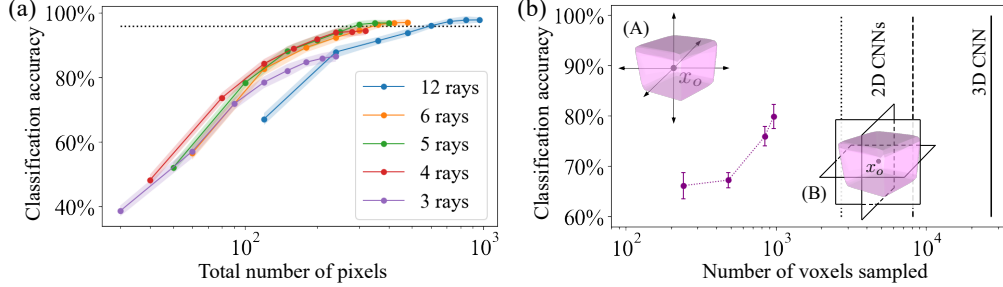 (a)
Classification accuracy
100%
80%
60%
40%
12 rays
6 rays
5 rays
4 rays
3 rays
10²
10³
Total number of pixels
(b)
Classification accuracy
100%
90%
80%
70%
60%
(A)
x₀
2D CNNs
3D CNN
(B)
x₀
10²
10³
10⁴
Number of voxels sampled